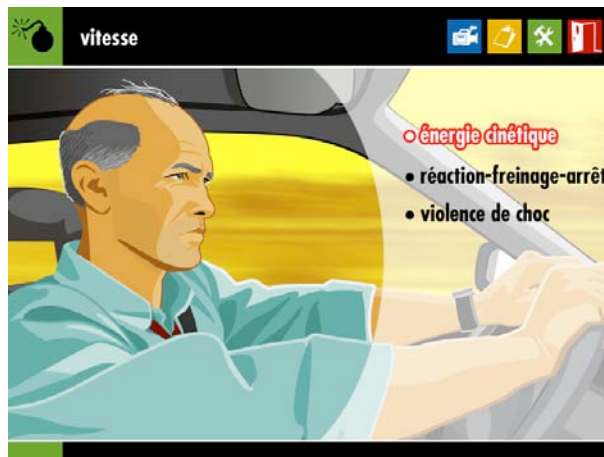 vitesse
énergie cinétique
réaction-freinage-arrêt
violence de choc